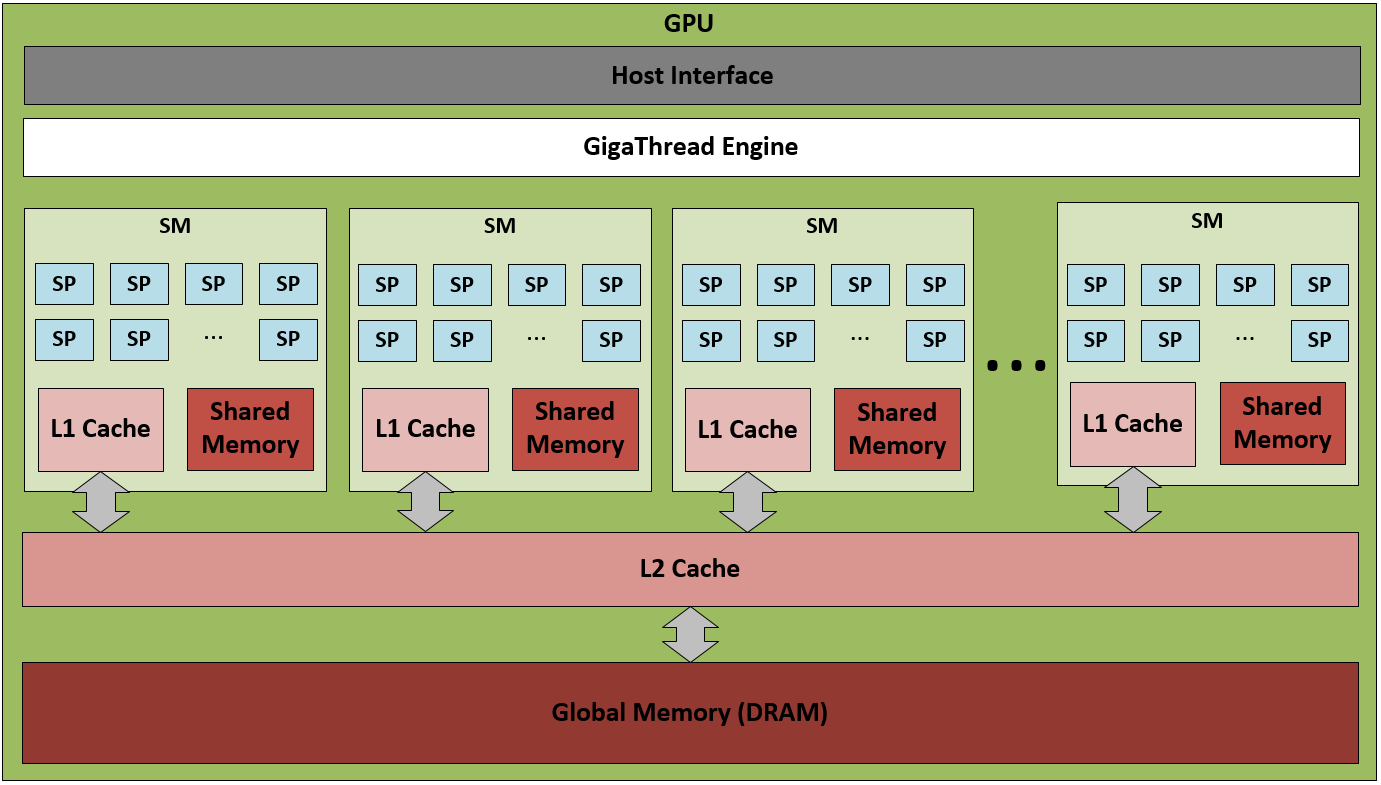 GPU
Host Interface
GigaThread Engine
SM
SP SP SP SP
SP SP ... SP
L1 Cache
Shared
Memory
SM
SP SP SP SP
SP SP ... SP
L1 Cache
Shared
Memory
SM
SP SP SP SP
SP SP ... SP
L1 Cache
Shared
Memory
...
SM
SP SP SP SP
SP SP ... SP
L1 Cache
Shared
Memory
L2 Cache
Global Memory (DRAM)